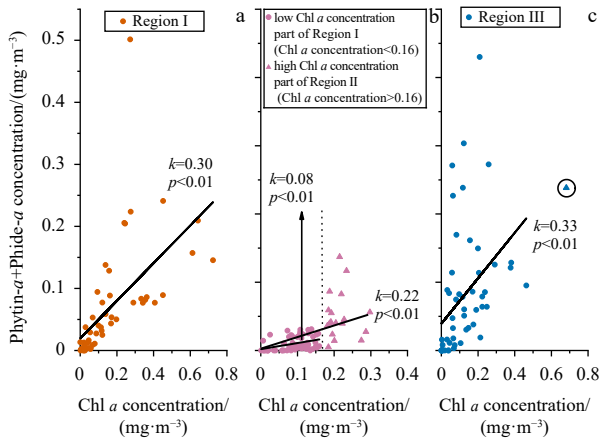 Region I
a
low Chl a concentration
part of Region I
(Chl a concentration<0.16)
high Chl a concentration
part of Region II
(Chl a concentration>0.16)
b
Region III
c
Phytin-a+Phide-a concentration/(mg·m−3)
0.5
0.4
0.3
0.2
0.1
0
k=0.30
p<0.01
k=0.08
p<0.01
k=0.22
p<0.01
k=0.33
p<0.01
0 0.2 0.4 0.6 0.8
0 0.1 0.2 0.3 0.4
0 0.2 0.4 0.6 0.8
Chl a concentration/
(mg·m−3)
Chl a concentration/
(mg·m−3)
Chl a concentration/
(mg·m−3)